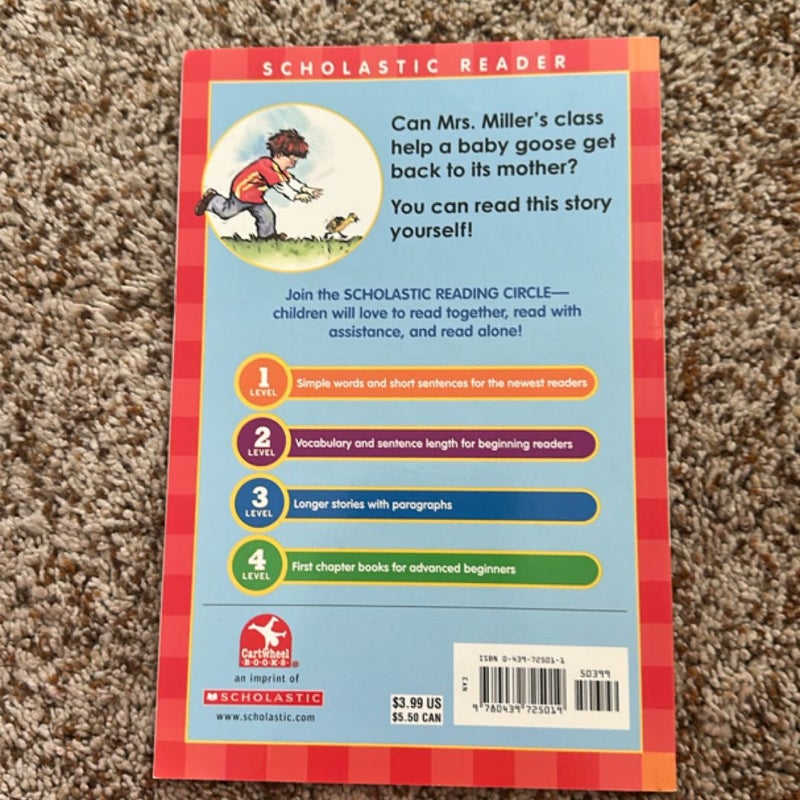 SCHOLASTIC READER
Can Mrs. Miller's class
help a baby goose get
back to its mother?
You can read this story
yourself!
Join the SCHOLASTIC READING CIRCLE—
children will love to read together, read with
assistance, and read alone!
1
LEVEL
Simple words and short sentences for the newest readers
2
LEVEL
Vocabulary and sentence length for beginning readers
3
LEVEL
Longer stories with paragraphs
4
LEVEL
First chapter books for advanced beginners
Cartwheel
·BOOKS·®
an imprint of
SCHOLASTIC
www.scholastic.com
$3.99 US
$5.50 CAN
ISBN 0-439-72501-1
50399
CAN
9 780439 725019